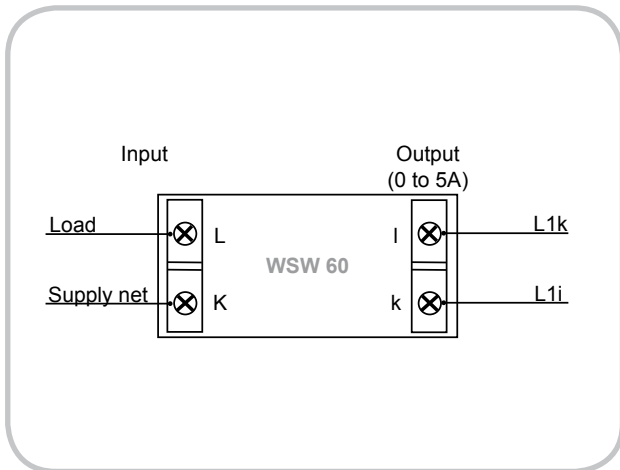 Input
Output
(0 to 5A)
Load
L
l
L1k
WSW 60
Supply net
K
k
L1i